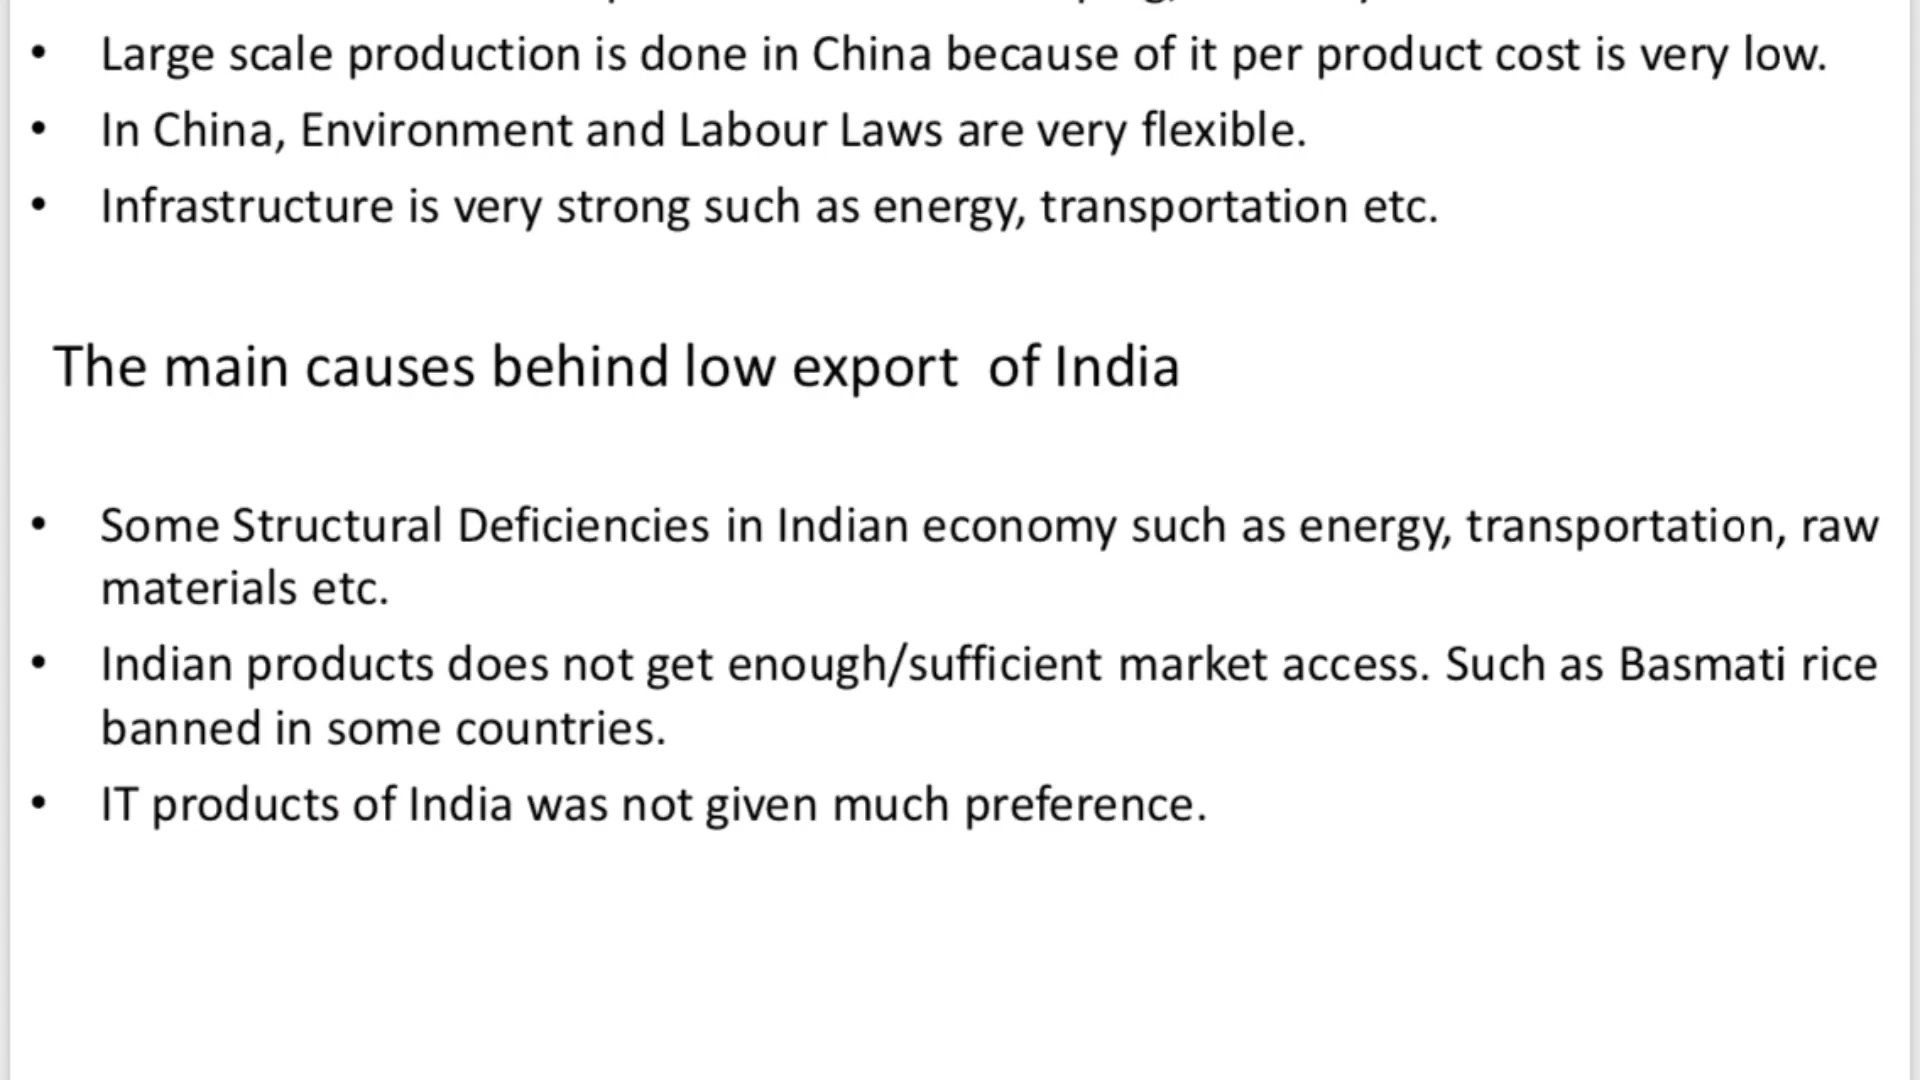 • Large scale production is done in China because of it per product cost is very low.
• In China, Environment and Labour Laws are very flexible.
• Infrastructure is very strong such as energy, transportation etc.
The main causes behind low export of India
• Some Structural Deficiencies in Indian economy such as energy, transportation, raw
materials etc.
• Indian products does not get enough/sufficient market access. Such as Basmati rice
banned in some countries.
• IT products of India was not given much preference.